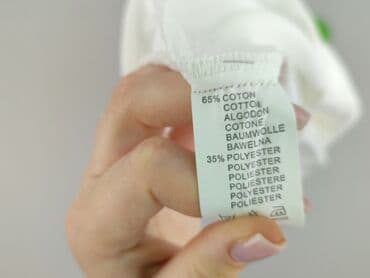 65% COTON
COTTON
ALGODON
COTONE
BAUMWOLLE
BAWELNA
35% POLYESTER
POLYESTER
POLIESTER
POLIESTERE
POLYESTER
POLIESTER